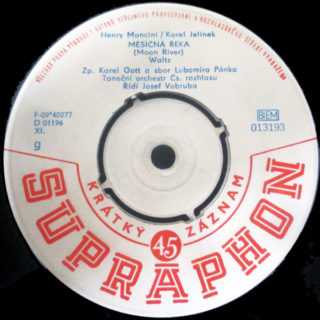 Henry Mancini / Karel Jelínek
MĚSÍČNÁ ŘEKA
(Moon River)
Waltz
Zp. Karel Gott a sbor Lubomíra Pánka
Taneční orchestr Čs. rozhlasu
Řídí Josef Vobruba
F-09*40277
D 01196
XI.
g
BIEM
013193
KRÁTKÝ 45 ZÁZNAM
SUPRAPHON